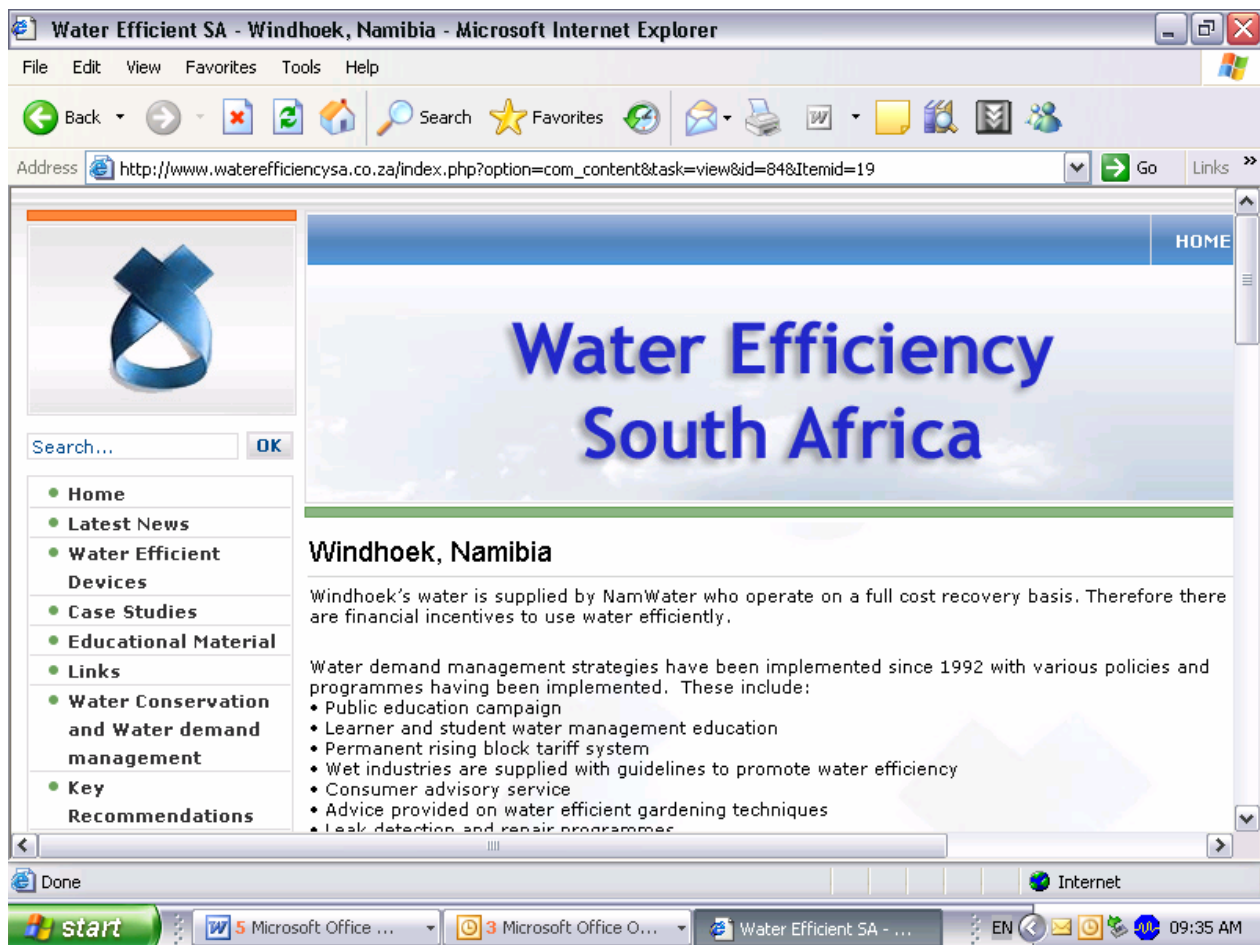 Water Efficient SA - Windhoek, Namibia - Microsoft Internet Explorer
File Edit View Favorites Tools Help
Back Search Favorites
Address http://www.waterefficiencysa.co.za/index.php?option=com_content&task=view&id=84&Itemid=19 Go Links »
HOME
Water Efficiency
South Africa
Search... OK
• Home
• Latest News
• Water Efficient
Devices
• Case Studies
• Educational Material
• Links
• Water Conservation
and Water demand
management
• Key
Recommendations
Windhoek, Namibia
Windhoek's water is supplied by NamWater who operate on a full cost recovery basis. Therefore there
are financial incentives to use water efficiently.
Water demand management strategies have been implemented since 1992 with various policies and
programmes having been implemented. These include:
• Public education campaign
• Learner and student water management education
• Permanent rising block tariff system
• Wet industries are supplied with guidelines to promote water efficiency
• Consumer advisory service
• Advice provided on water efficient gardening techniques
• Leak detection and repair programmes
Done Internet
start 5 Microsoft Office ... 3 Microsoft Office O... Water Efficient SA - ... EN 09:35 AM